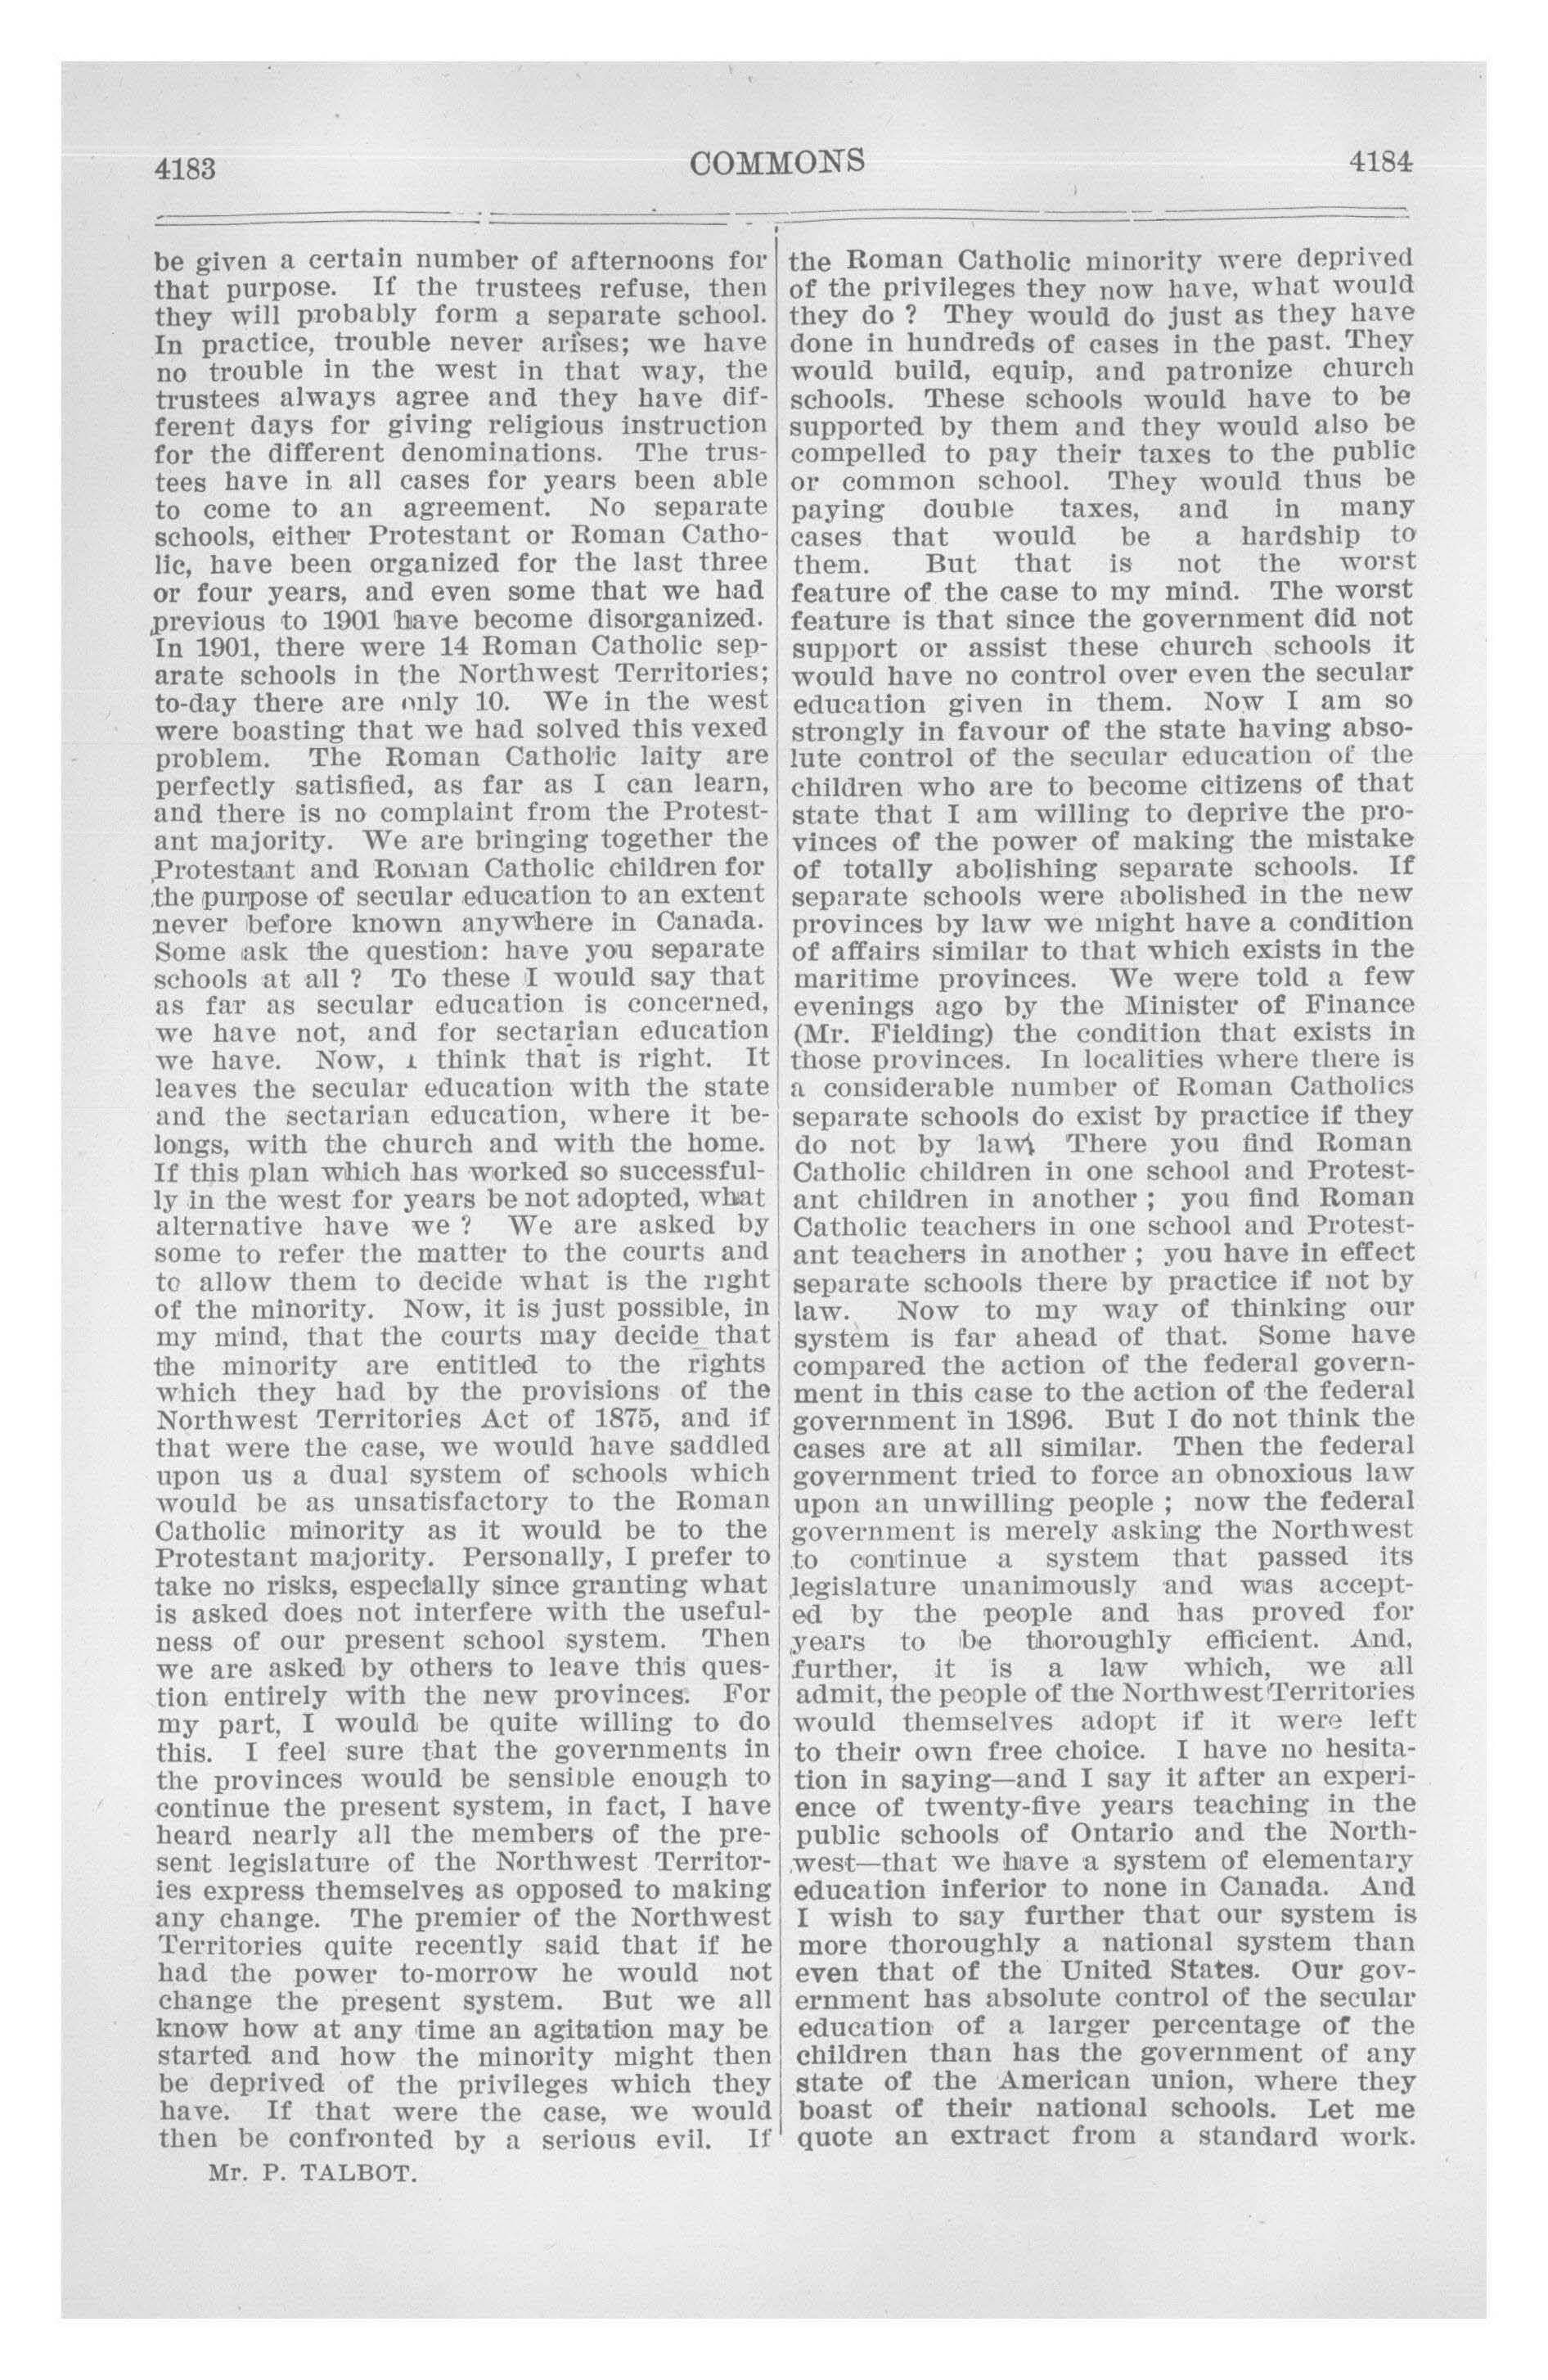 4183
COMMONS
4184
be given a certain number of afternoons for
that purpose. If the trustees refuse, then
they will probably form a separate school.
In practice, trouble never arises; we have
no trouble in the west in that way, the
trustees always agree and they have dif-
ferent days for giving religious instruction
for the different denominations. The trus-
tees have in all cases for years been able
to come to an agreement. No separate
schools, either Protestant or Roman Catho-
lic, have been organized for the last three
or four years, and even some that we had
previous to 1901 have become disorganized.
In 1901, there were 14 Roman Catholic sep-
arate schools in the Northwest Territories;
to-day there are only 10. We in the west
were boasting that we had solved this vexed
problem. The Roman Catholic laity are
perfectly satisfied, as far as I can learn,
and there is no complaint from the Protest-
ant majority. We are bringing together the
Protestant and Roman Catholic children for
the purpose of secular education to an extent
never before known anywhere in Canada.
Some ask the question: have you separate
schools at all ? To these I would say that
as far as secular education is concerned,
we have not, and for sectarian education
we have. Now, I think that is right. It
leaves the secular education with the state
and the sectarian education, where it be-
longs, with the church and with the home.
If this plan which has worked so successful-
ly in the west for years be not adopted, what
alternative have we ? We are asked by
some to refer the matter to the courts and
to allow them to decide what is the right
of the minority. Now, it is just possible, in
my mind, that the courts may decide that
the minority are entitled to the rights
which they had by the provisions of the
Northwest Territories Act of 1875, and if
that were the case, we would have saddled
upon us a dual system of schools which
would be as unsatisfactory to the Roman
Catholic minority as it would be to the
Protestant majority. Personally, I prefer to
take no risks, especially since granting what
is asked does not interfere with the useful-
ness of our present school system. Then
we are asked by others to leave this ques-
tion entirely with the new provinces. For
my part, I would be quite willing to do
this. I feel sure that the governments in
the provinces would be sensible enough to
continue the present system, in fact, I have
heard nearly all the members of the pre-
sent legislature of the Northwest Territor-
ies express themselves as opposed to making
any change. The premier of the Northwest
Territories quite recently said that if he
had the power to-morrow he would not
change the present system. But we all
know how at any time an agitation may be
started and how the minority might then
be deprived of the privileges which they
have. If that were the case, we would
then be confronted by a serious evil. If
Mr. P. TALBOT.
the Roman Catholic minority were deprived
of the privileges they now have, what would
they do ? They would do just as they have
done in hundreds of cases in the past. They
would build, equip, and patronize church
schools. These schools would have to be
supported by them and they would also be
compelled to pay their taxes to the public
or common school. They would thus be
paying double taxes, and in many
cases that would be a hardship to
them. But that is not the worst
feature of the case to my mind. The worst
feature is that since the government did not
support or assist these church schools it
would have no control over even the secular
education given in them. Now I am so
strongly in favour of the state having abso-
lute control of the secular education of the
children who are to become citizens of that
state that I am willing to deprive the pro-
vinces of the power of making the mistake
of totally abolishing separate schools. If
separate schools were abolished in the new
provinces by law we might have a condition
of affairs similar to that which exists in the
maritime provinces. We were told a few
evenings ago by the Minister of Finance
(Mr. Fielding) the condition that exists in
those provinces. In localities where there is
a considerable number of Roman Catholics
separate schools do exist by practice if they
do not by law. There you find Roman
Catholic children in one school and Protest-
ant children in another ; you find Roman
Catholic teachers in one school and Protest-
ant teachers in another ; you have in effect
separate schools there by practice if not by
law. Now to my way of thinking our
system is far ahead of that. Some have
compared the action of the federal govern-
ment in this case to the action of the federal
government in 1896. But I do not think the
cases are at all similar. Then the federal
government tried to force an obnoxious law
upon an unwilling people ; now the federal
government is merely asking the Northwest
to continue a system that passed its
legislature unanimously and was accept-
ed by the people and has proved for
years to be thoroughly efficient. And,
further, it is a law which, we all
admit, the people of the Northwest Territories
would themselves adopt if it were left
to their own free choice. I have no hesita-
tion in saying—and I say it after an experi-
ence of twenty-five years teaching in the
public schools of Ontario and the North-
west—that we have a system of elementary
education inferior to none in Canada. And
I wish to say further that our system is
more thoroughly a national system than
even that of the United States. Our gov-
ernment has absolute control of the secular
education of a larger percentage of the
children than has the government of any
state of the American union, where they
boast of their national schools. Let me
quote an extract from a standard work.